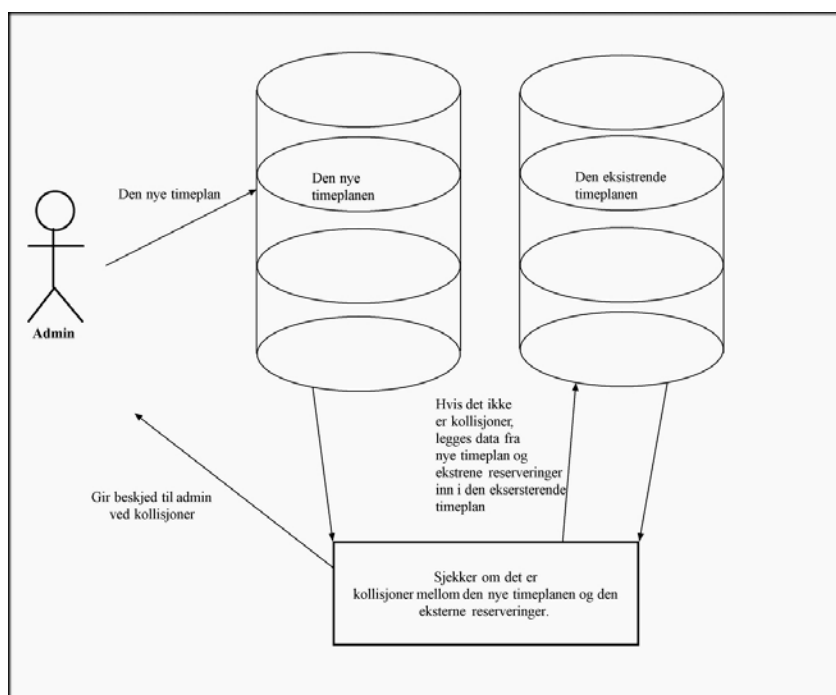 Den nye timeplan
Den nye
timeplanen
Den eksistrende
timeplanen
Admin
Hvis det ikke
er kollisjoner,
legges data fra
nye timeplan og
ekstrene reserveringer
inn i den eksersterende
timeplan
Gir beskjed til admin
ved kollisjoner
Sjekker om det er
kollisjoner mellom den nye timeplanen og den
eksterne reserveringer.